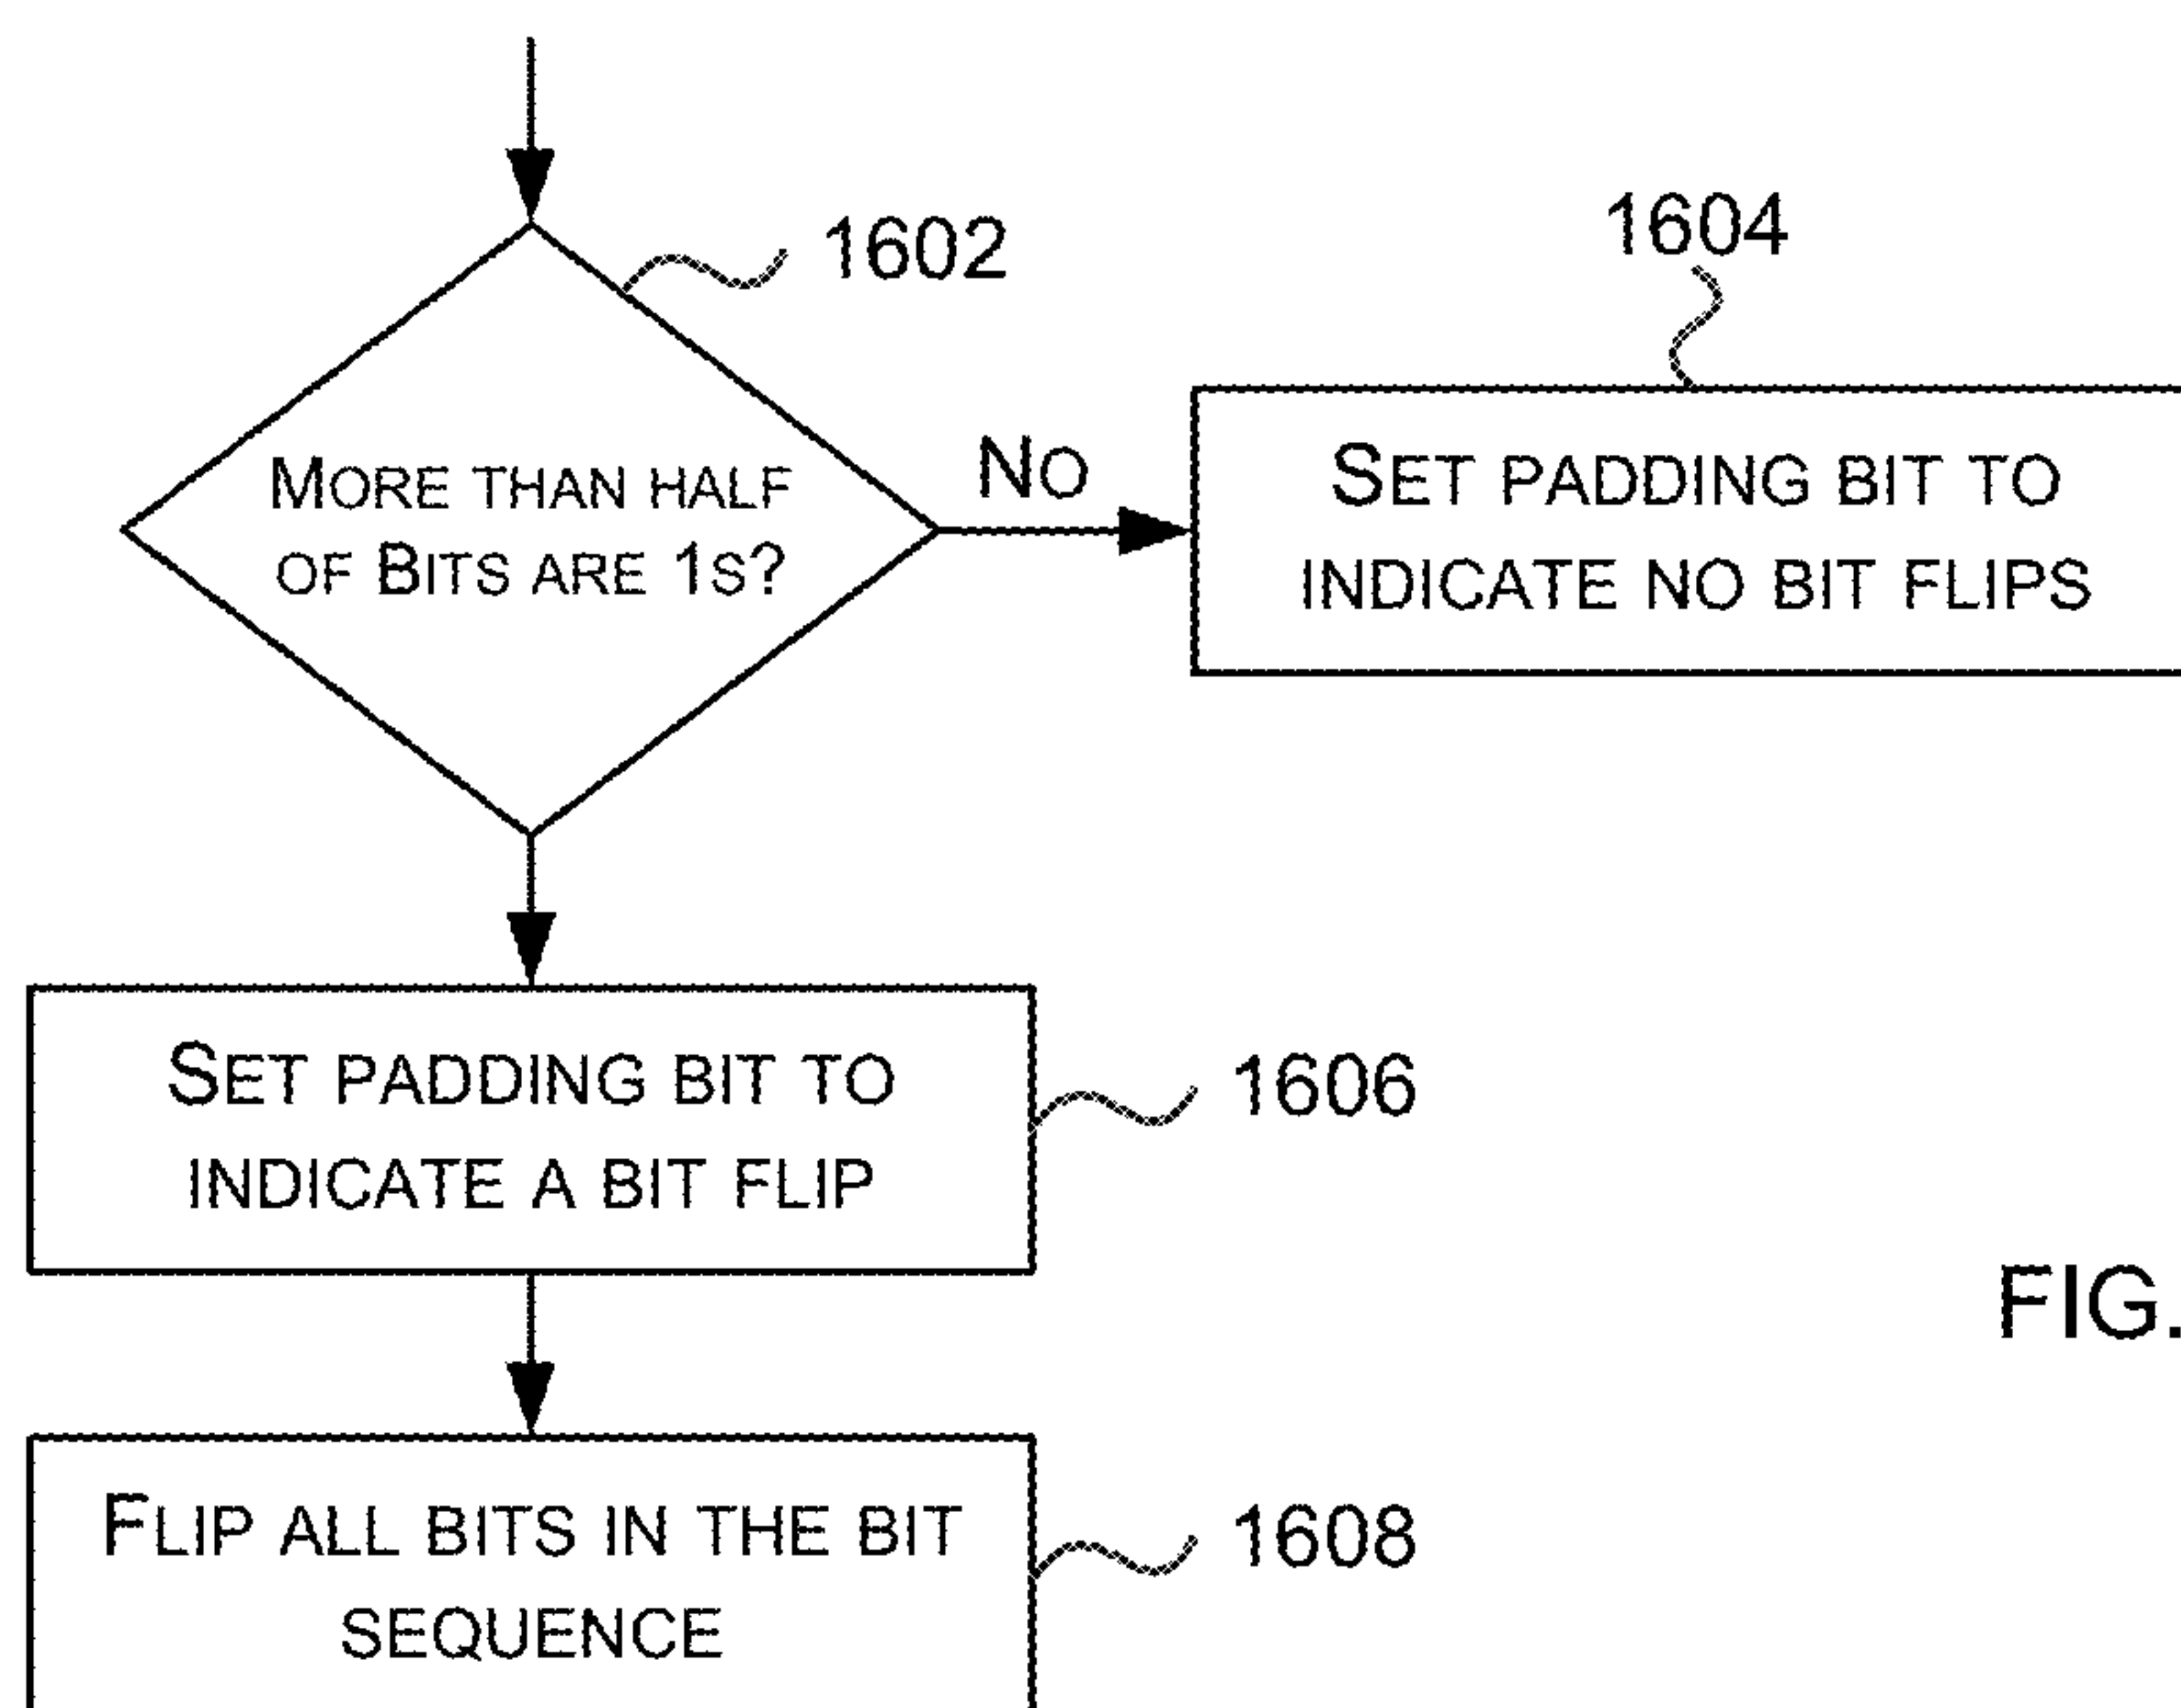 1602
1604
MORE THAN HALF
OF BITS ARE 1S?
NO
SET PADDING BIT TO
INDICATE NO BIT FLIPS
SET PADDING BIT TO
INDICATE A BIT FLIP
1606
FIG.
FLIP ALL BITS IN THE BIT
SEQUENCE
1608